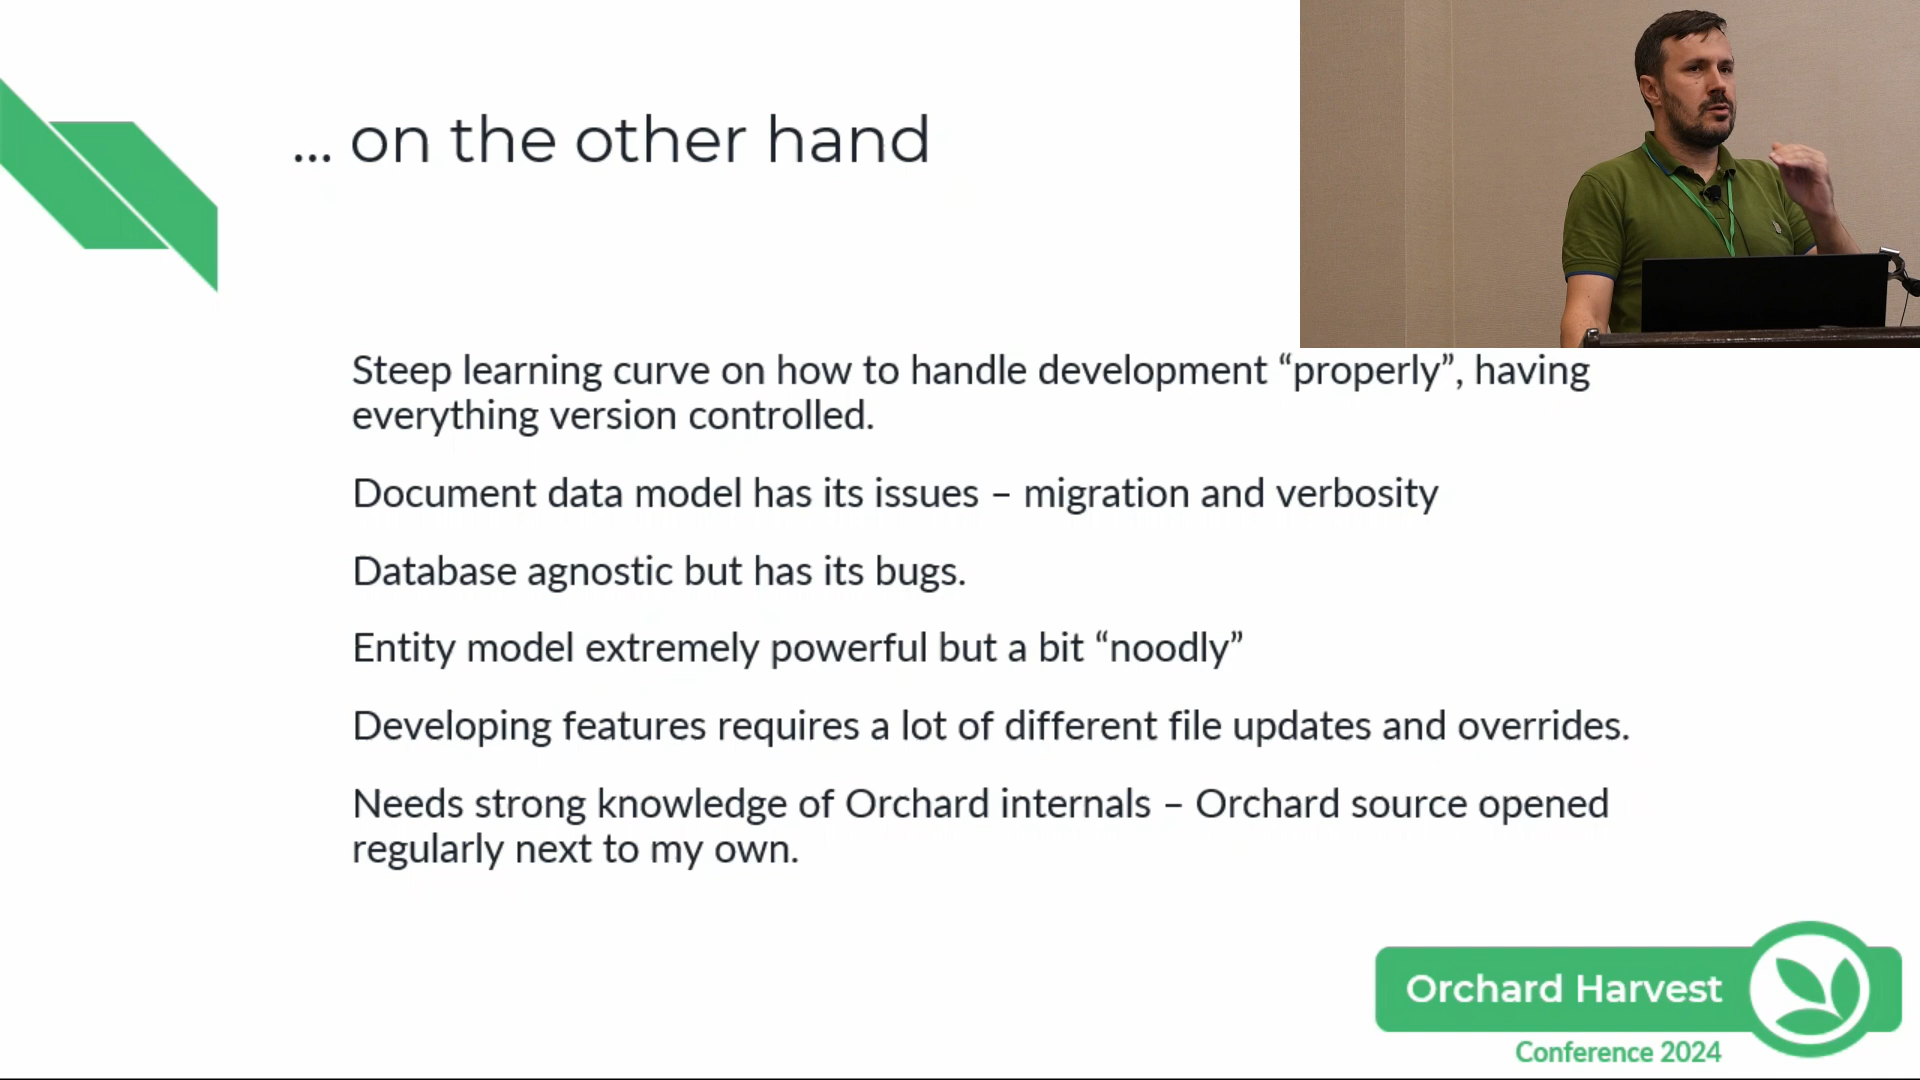 ... on the other hand
Steep learning curve on how to handle development “properly”, having
everything version controlled.
Document data model has its issues – migration and verbosity
Database agnostic but has its bugs.
Entity model extremely powerful but a bit “noodly”
Developing features requires a lot of different file updates and overrides.
Needs strong knowledge of Orchard internals – Orchard source opened
regularly next to my own.
Orchard Harvest
Conference 2024